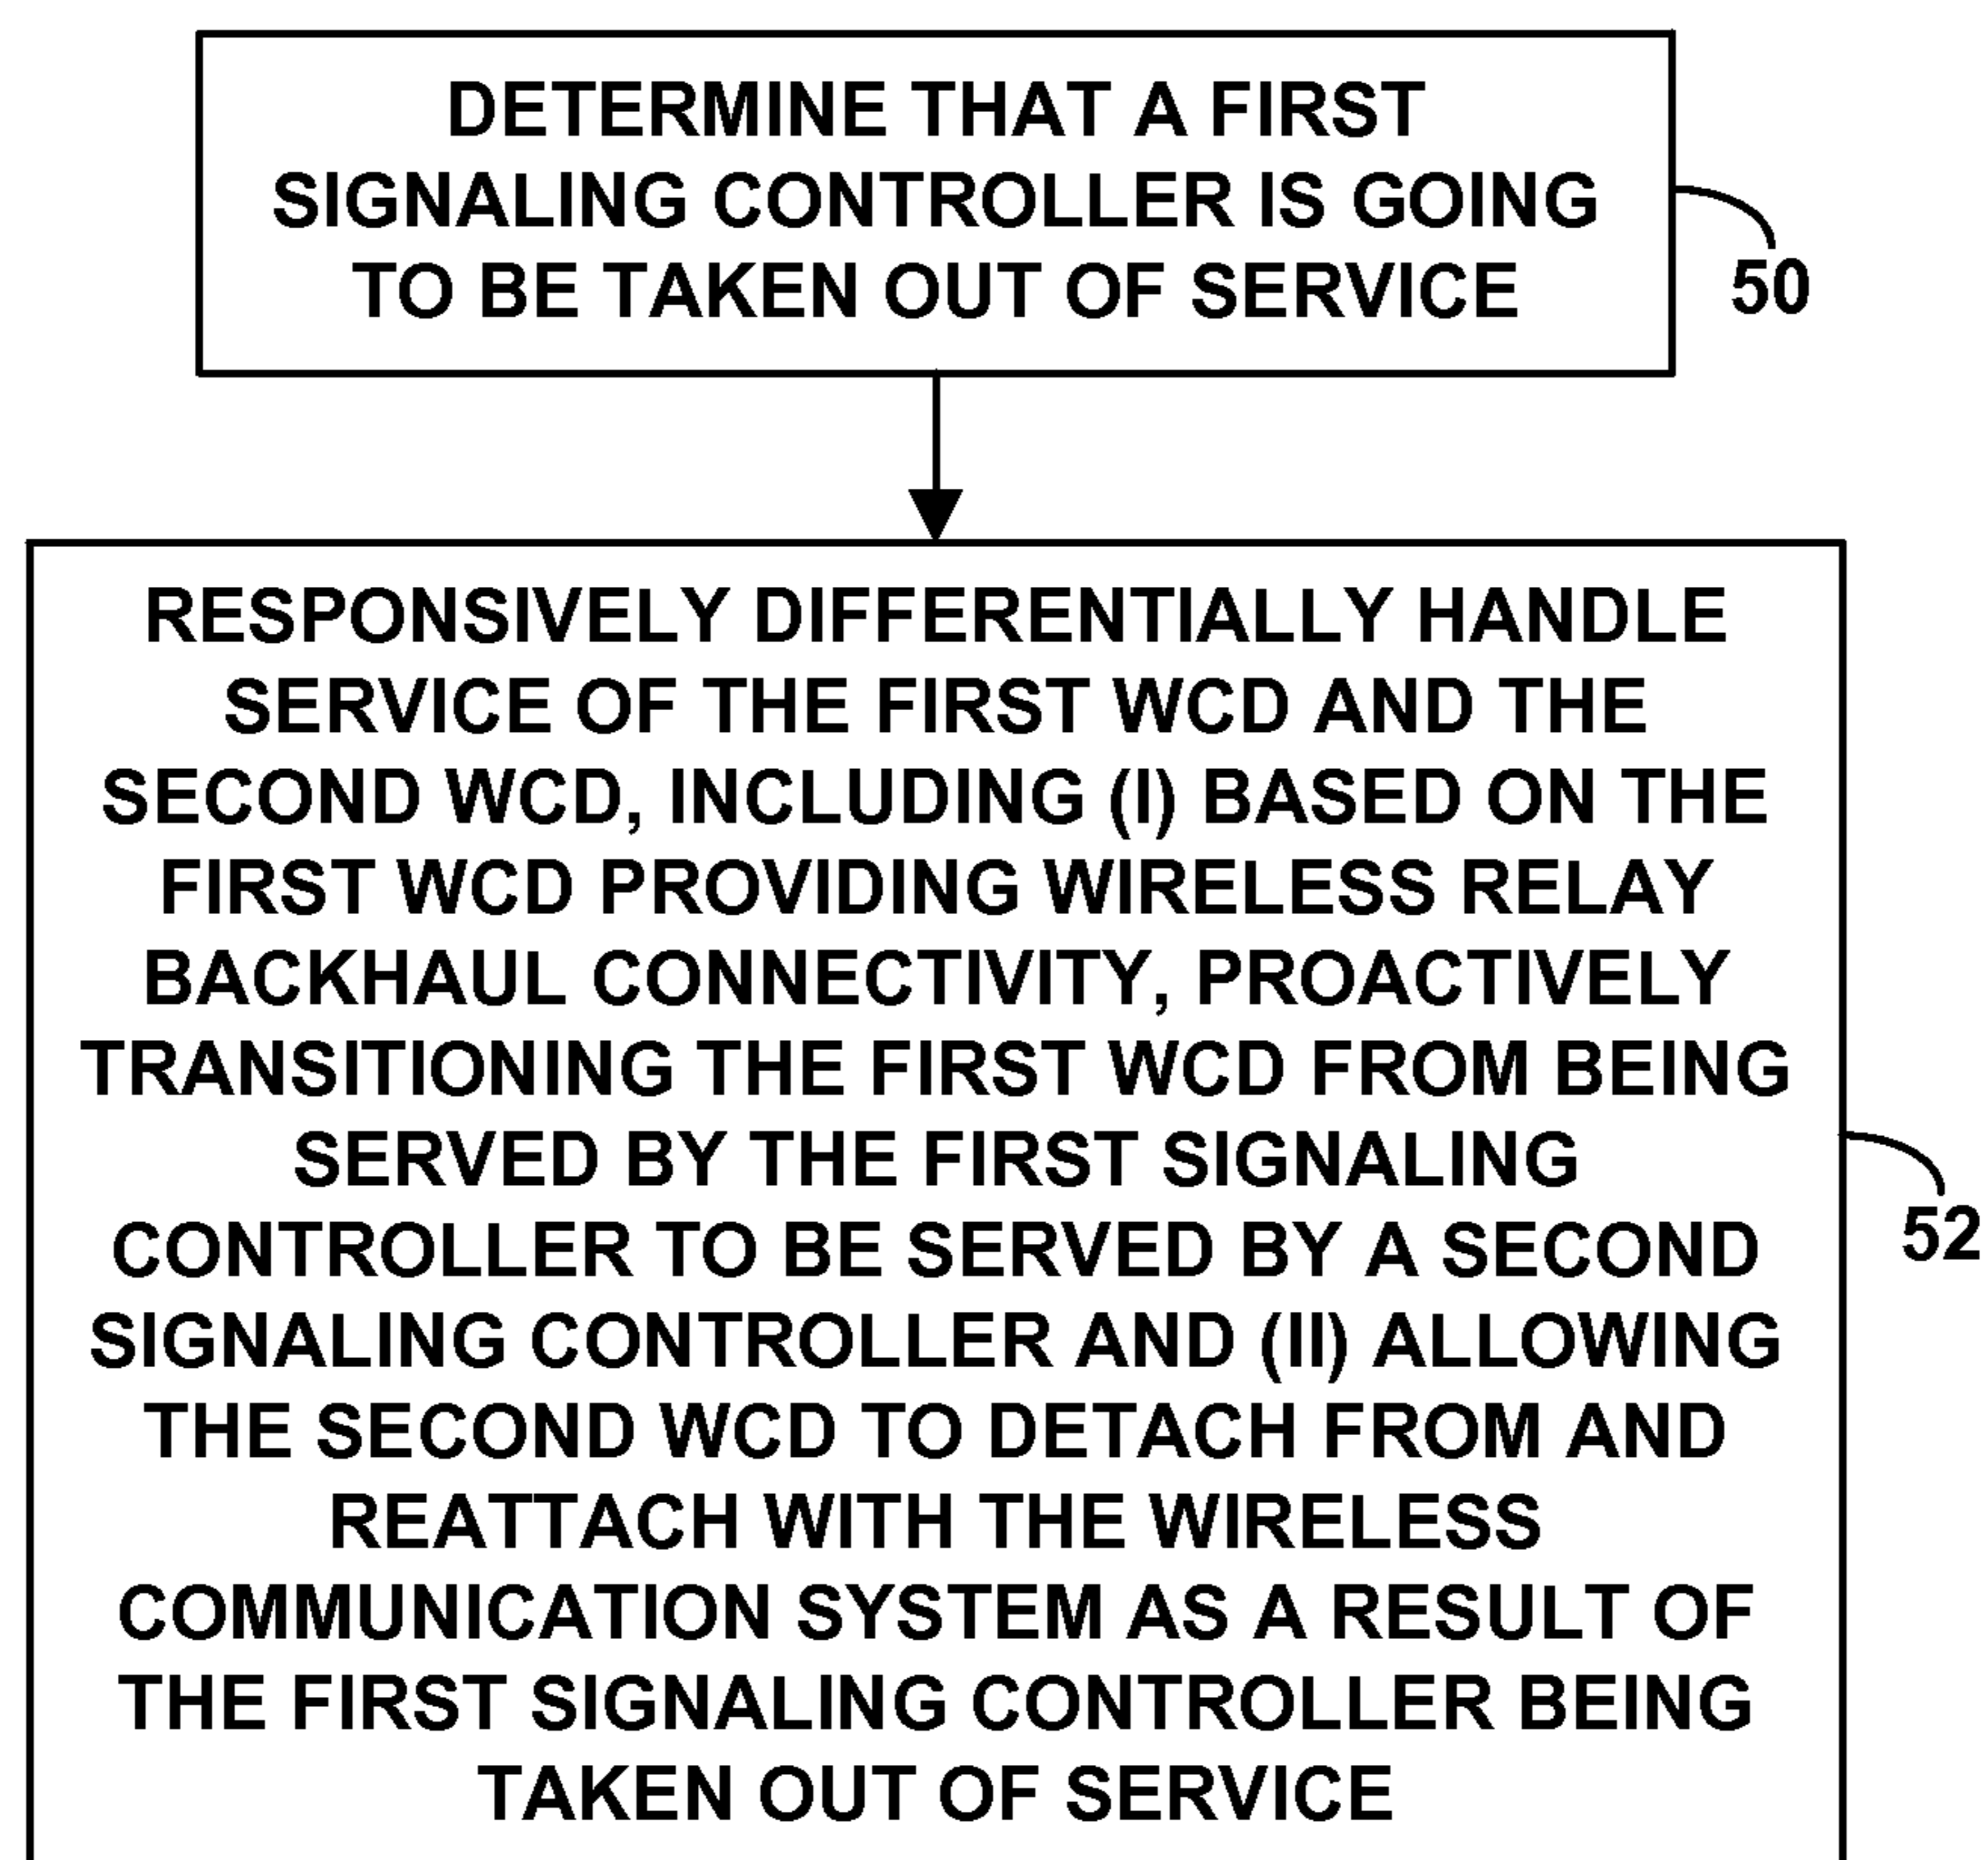 DETERMINE THAT A FIRST
SIGNALING CONTROLLER IS GOING
TO BE TAKEN OUT OF SERVICE
50
RESPONSIVELY DIFFERENTIALLY HANDLE
SERVICE OF THE FIRST WCD AND THE
SECOND WCD, INCLUDING (I) BASED ON THE
FIRST WCD PROVIDING WIRELESS RELAY
BACKHAUL CONNECTIVITY, PROACTIVELY
TRANSITIONING THE FIRST WCD FROM BEING
SERVED BY THE FIRST SIGNALING
CONTROLLER TO BE SERVED BY A SECOND
SIGNALING CONTROLLER AND (II) ALLOWING
THE SECOND WCD TO DETACH FROM AND
REATTACH WITH THE WIRELESS
COMMUNICATION SYSTEM AS A RESULT OF
THE FIRST SIGNALING CONTROLLER BEING
TAKEN OUT OF SERVICE
52